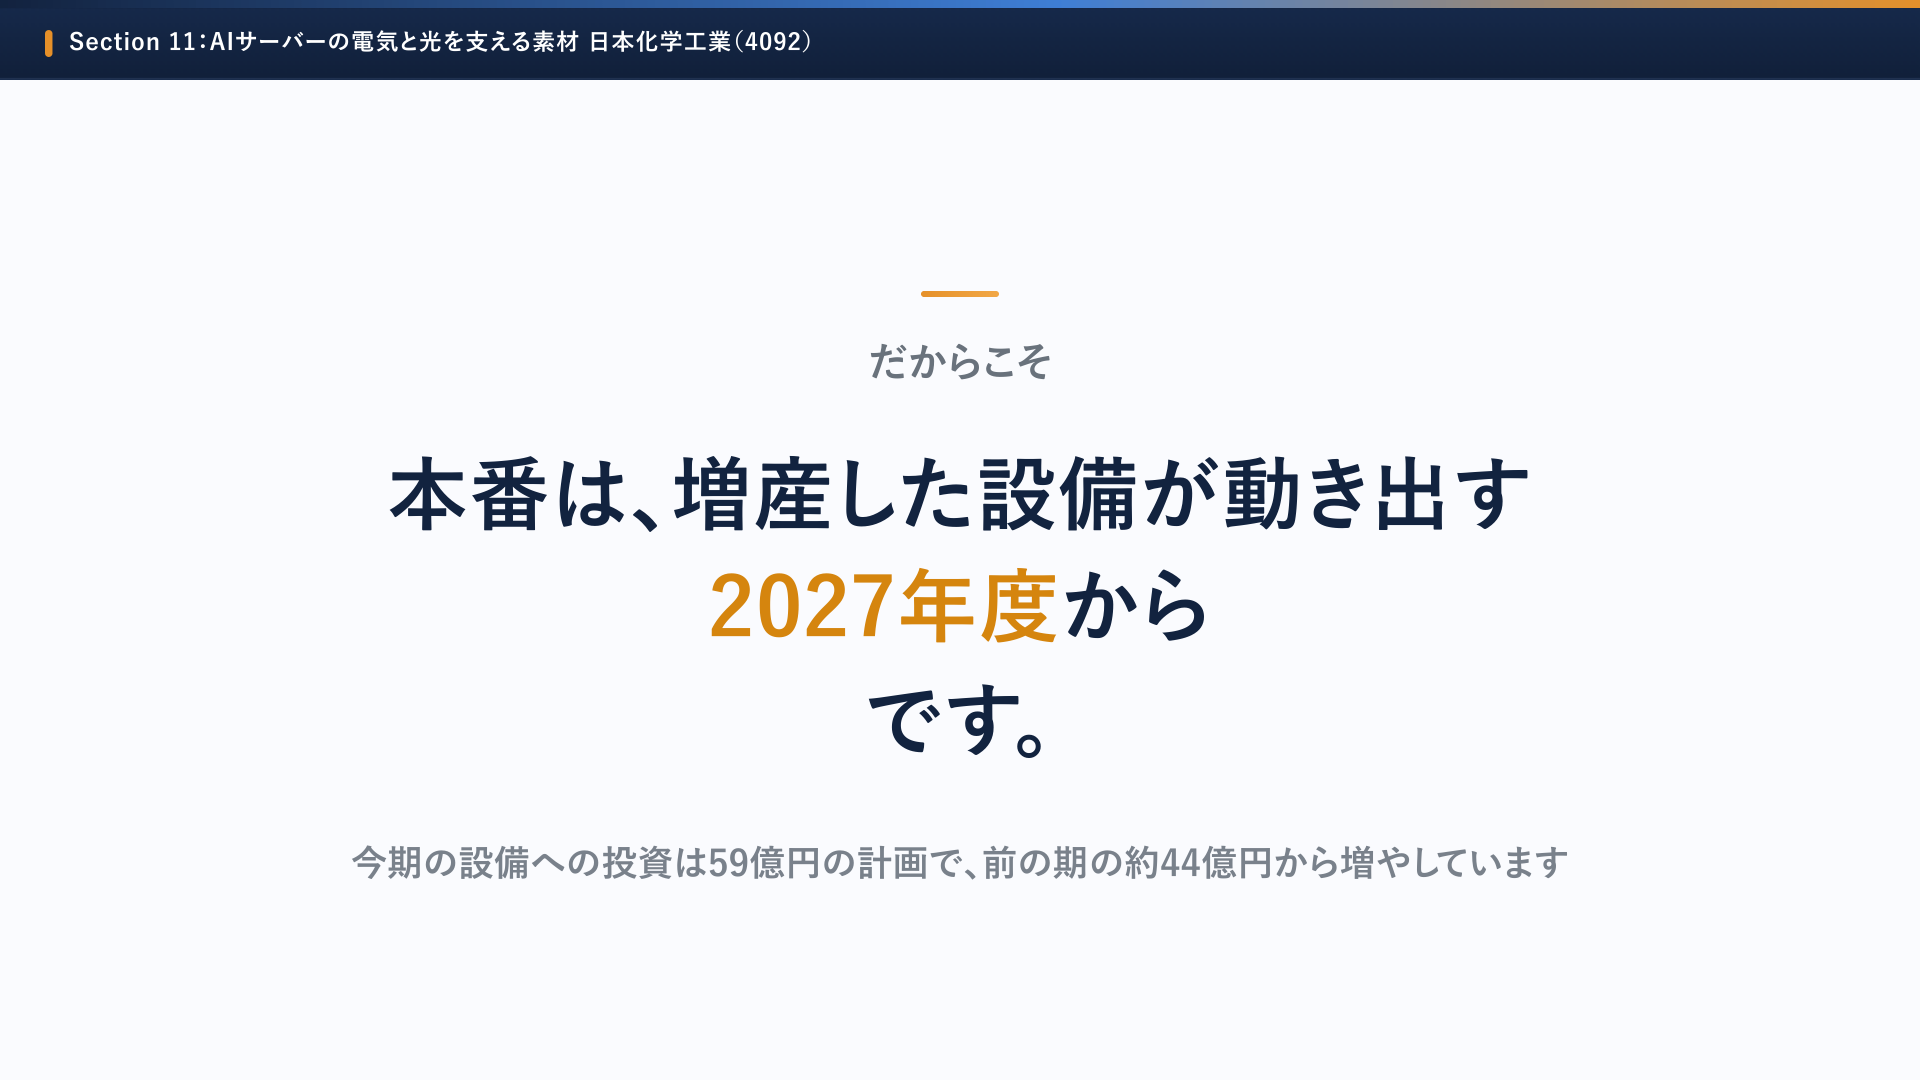 Section 11：AIサーバーの電気と光を支える素材 日本化学工業（4092）
だからこそ
本番は、増産した設備が動き出す
2027年度から
です。
今期の設備への投資は59億円の計画で、前の期の約44億円から増やしています